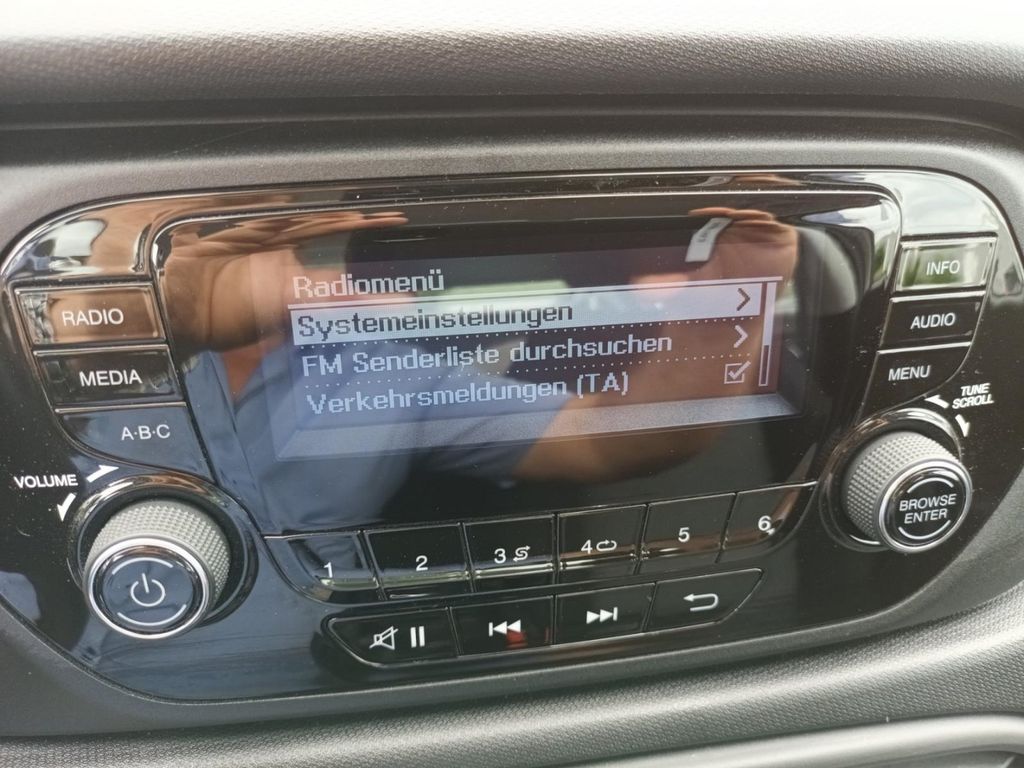 Radiomenü
Systemeinstellungen
FM Senderliste durchsuchen
Verkehrsmeldungen (TA)
RADIO
MEDIA
A·B·C
VOLUME
INFO
AUDIO
MENU
TUNE
SCROLL
BROWSE
ENTER
1
2
3
4
5
6